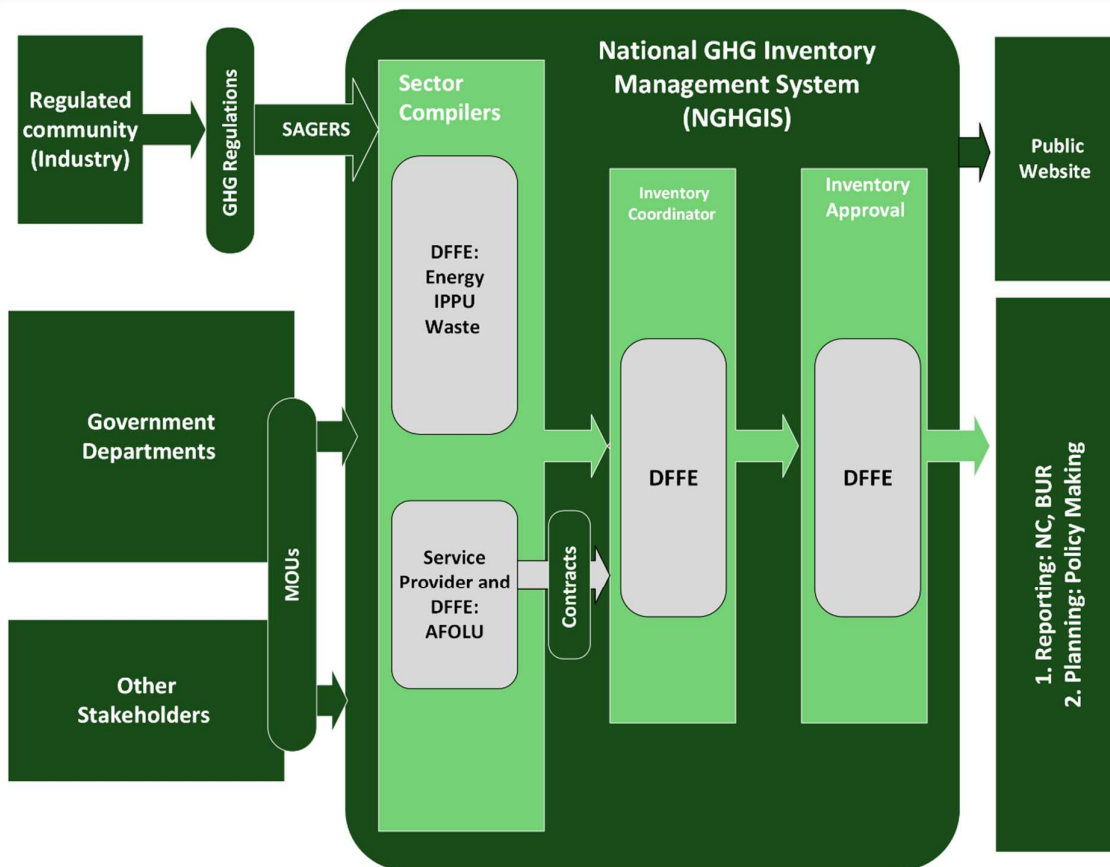 Regulated
community
(Industry)
GHG Regulations
SAGERS
National GHG Inventory
Management System
(NGHGIS)
Sector
Compilers
DFFE:
Energy
IPPU
Waste
Service
Provider and
DFFE:
AFOLU
Contracts
Inventory
Coordinator
DFFE
Inventory
Approval
DFFE
Government
Departments
MOUs
Other
Stakeholders
Public
Website
1. Reporting: NC, BUR
2. Planning: Policy Making